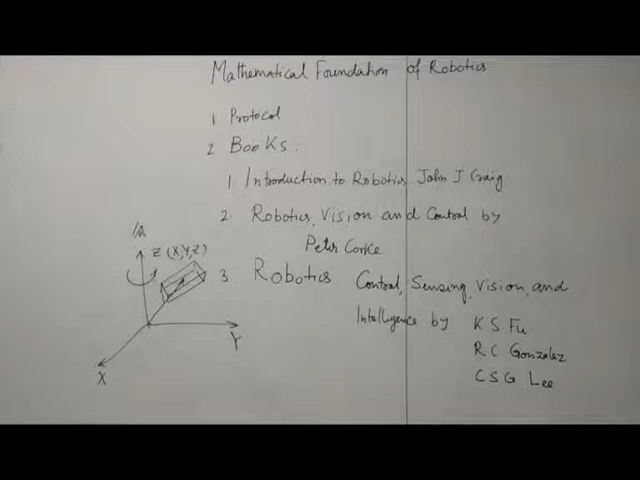 Mathematical Foundation of Robotics
1 Protocol
2 Books.
1 Introduction to Robotics John J Craig
2 Robotics, Vision and Control by
Peter Corke
3. Robotics Control, Sensing, Vision, and
Intelligence by K S. Fu
R C Gonzalez
C S G Lee
Z (X,Y,Z)
Y
X